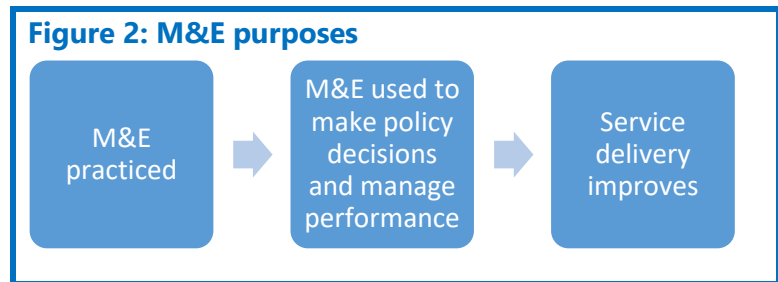 Figure 2: M&E purposes
M&E
practiced
M&E used to
make policy
decisions
and manage
performance
Service
delivery
improves